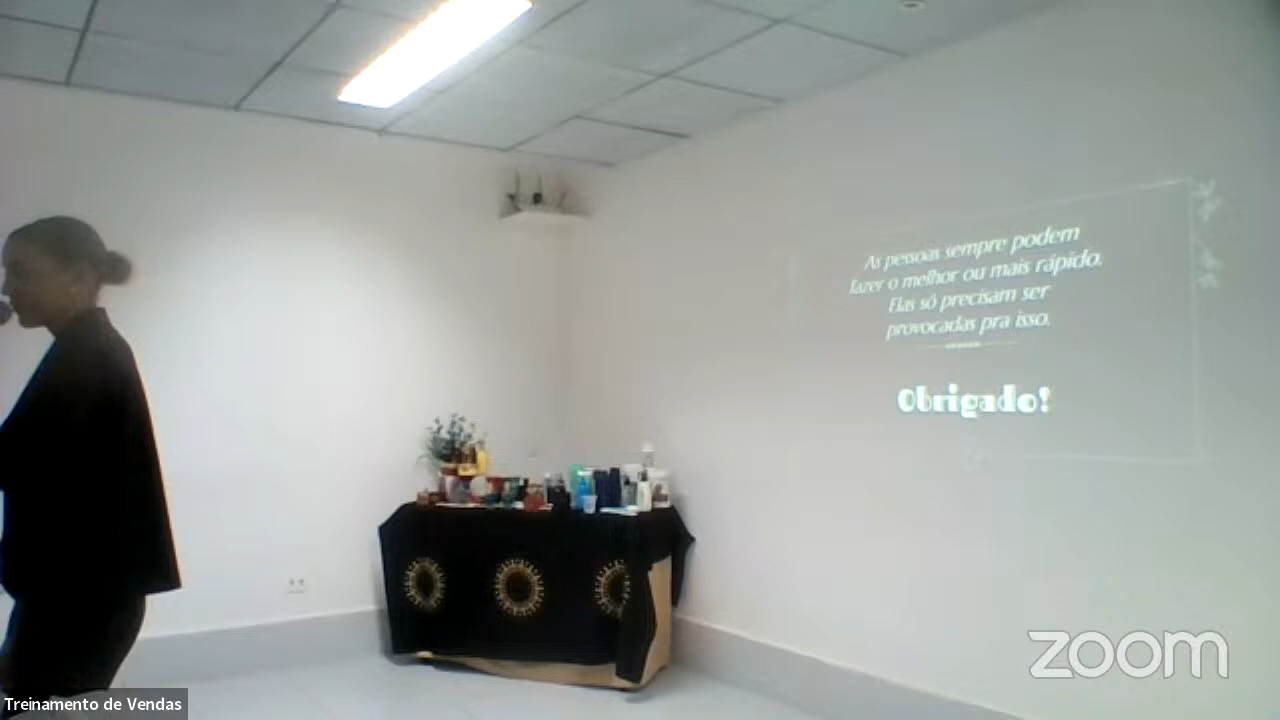 As pessoas sempre podem
fazer o melhor ou mais rápido.
Elas só precisam ser
provocadas pra isso.
Obrigado!
zoom
Treinamento de Vendas